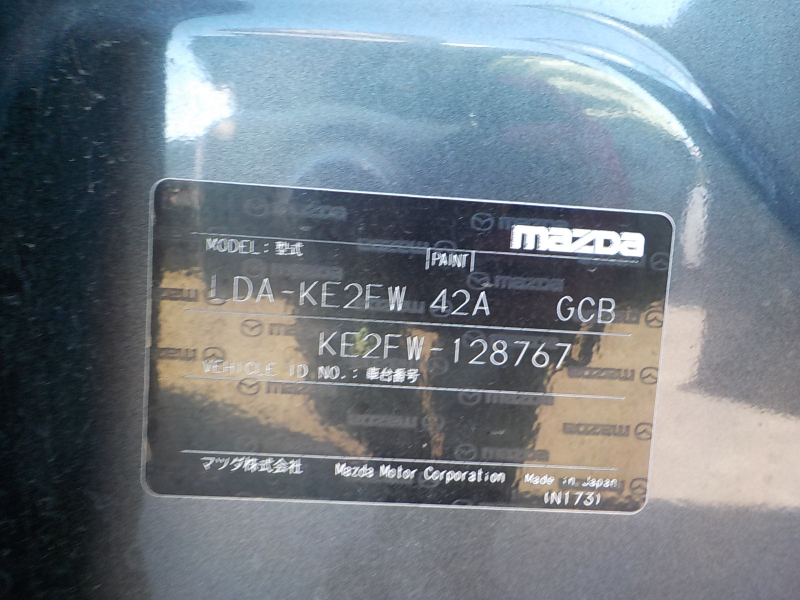 mazda
MODEL: 型式
PAINT
LDA-KE2FW 42A GCB
KE2FW-128767
VEHICLE ID NO.: 車台番号
マツダ株式会社 Mazda Motor Corporation Made in Japan
(N173)